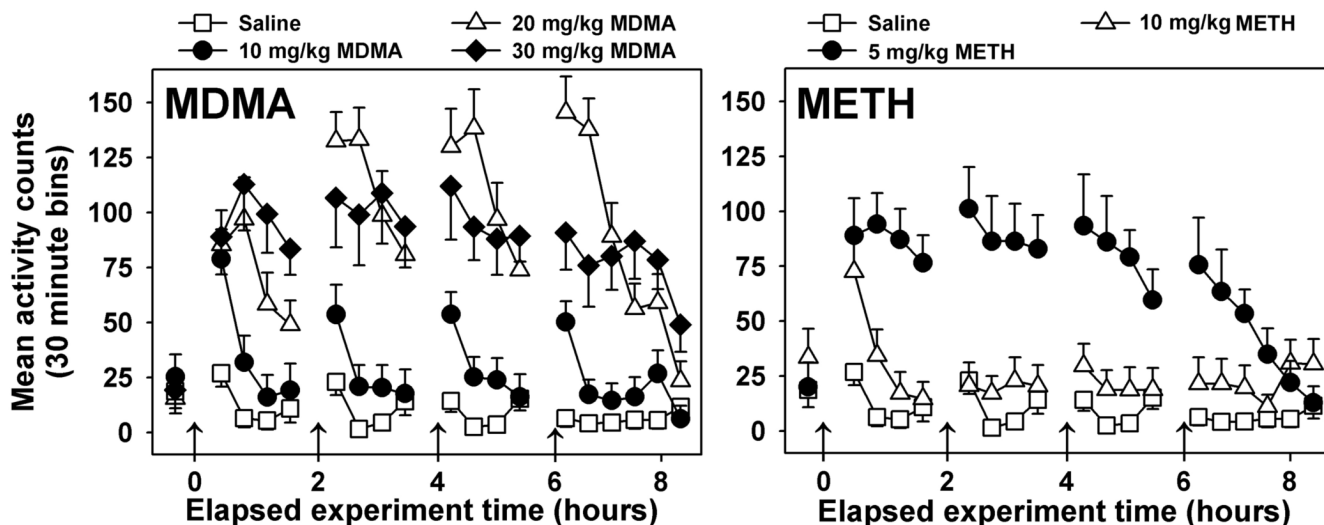 Saline 20 mg/kg MDMA
10 mg/kg MDMA 30 mg/kg MDMA
Saline 10 mg/kg METH
5 mg/kg METH
Mean activity counts
(30 minute bins)
MDMA
150
125
100
75
50
25
0
0 2 4 6 8
Elapsed experiment time (hours)
METH
150
125
100
75
50
25
0
0 2 4 6 8
Elapsed experiment time (hours)